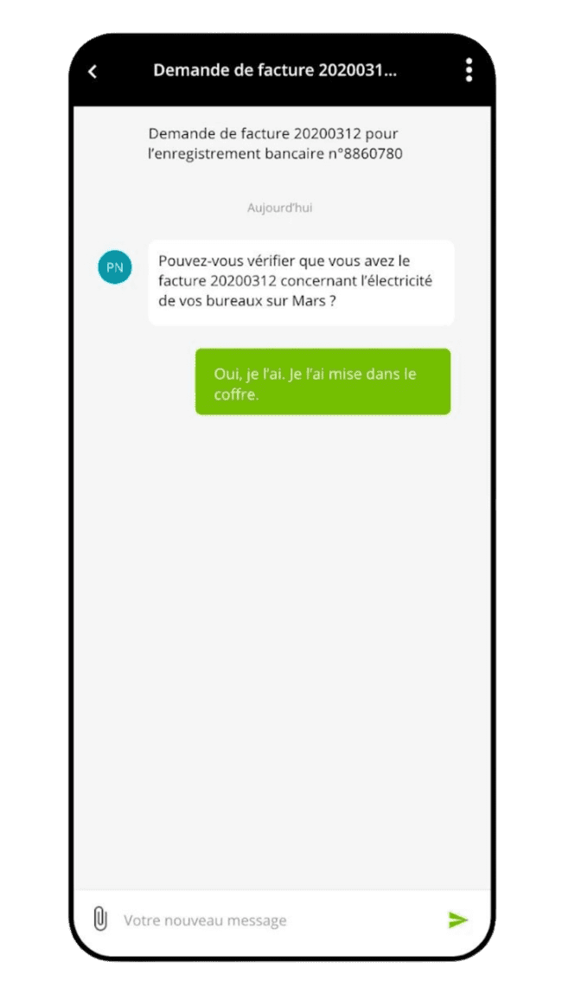 Demande de facture 2020031...
Demande de facture 20200312 pour
l'enregistrement bancaire n°8860780
Aujourd'hui
PN
Pouvez-vous vérifier que vous avez le
facture 20200312 concernant l'électricité
de vos bureaux sur Mars ?
Oui, je l'ai. Je l'ai mise dans le
coffre.
Votre nouveau message